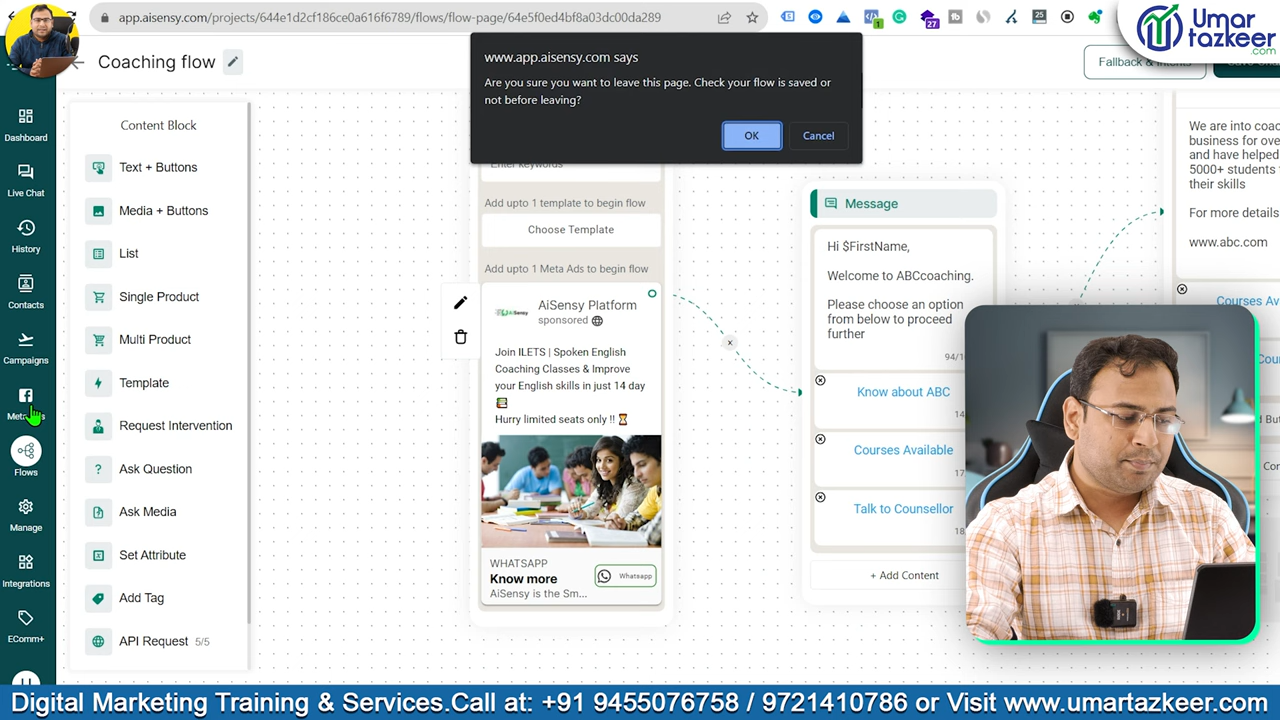 app.aisensy.com/projects/644e1d2cf186ce0a616f6789/flows/flow-page/64e5f0ed4bf8a03dc00da289
1
27
25
Umar
tazkeer
.com
Coaching flow
Fallback & Intents
www.app.aisensy.com says
Are you sure you want to leave this page. Check your flow is saved or
not before leaving?
OK
Cancel
Dashboard
Live Chat
History
Contacts
Campaigns
Flows
Manage
Integrations
EComm+
Content Block
Text + Buttons
Media + Buttons
List
Single Product
Multi Product
Template
Request Intervention
Ask Question
Ask Media
Set Attribute
Add Tag
API Request 5/5
Enter keywords
Add upto 1 template to begin flow
Choose Template
Add upto 1 Meta Ads to begin flow
AiSensy
AiSensy Platform
sponsored
Join ILETS | Spoken English
Coaching Classes & Improve
your English skills in just 14 day
Hurry limited seats only !!
WHATSAPP
Know more
AiSensy is the Sm...
Whatsapp
Message
Hi $FirstName,
Welcome to ABCcoaching.
Please choose an option
from below to proceed
further
Know about ABC
Courses Available
Talk to Counsellor
+ Add Content
We are into coac
business for over
and have helped
5000+ students
their skills
For more details
www.abc.com
Courses Ava
Digital Marketing Training & Services.Call at: +91 9455076758 / 9721410786 or Visit www.umartazkeer.com